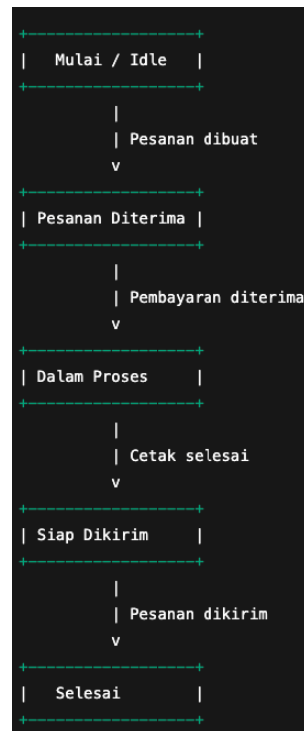 Mulai / Idle
Pesanan dibuat
Pesanan Diterima
Pembayaran diterima
Dalam Proses
Cetak selesai
Siap Dikirim
Pesanan dikirim
Selesai